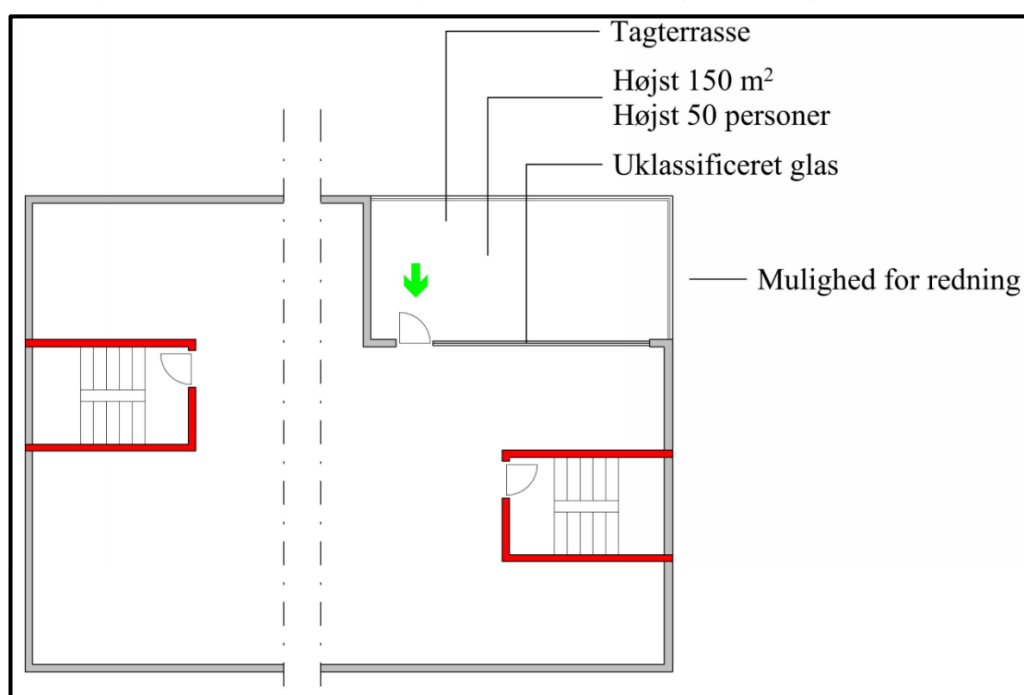 Tagterrasse
Højst 150 m²
Højst 50 personer
Uklassificeret glas
Mulighed for redning